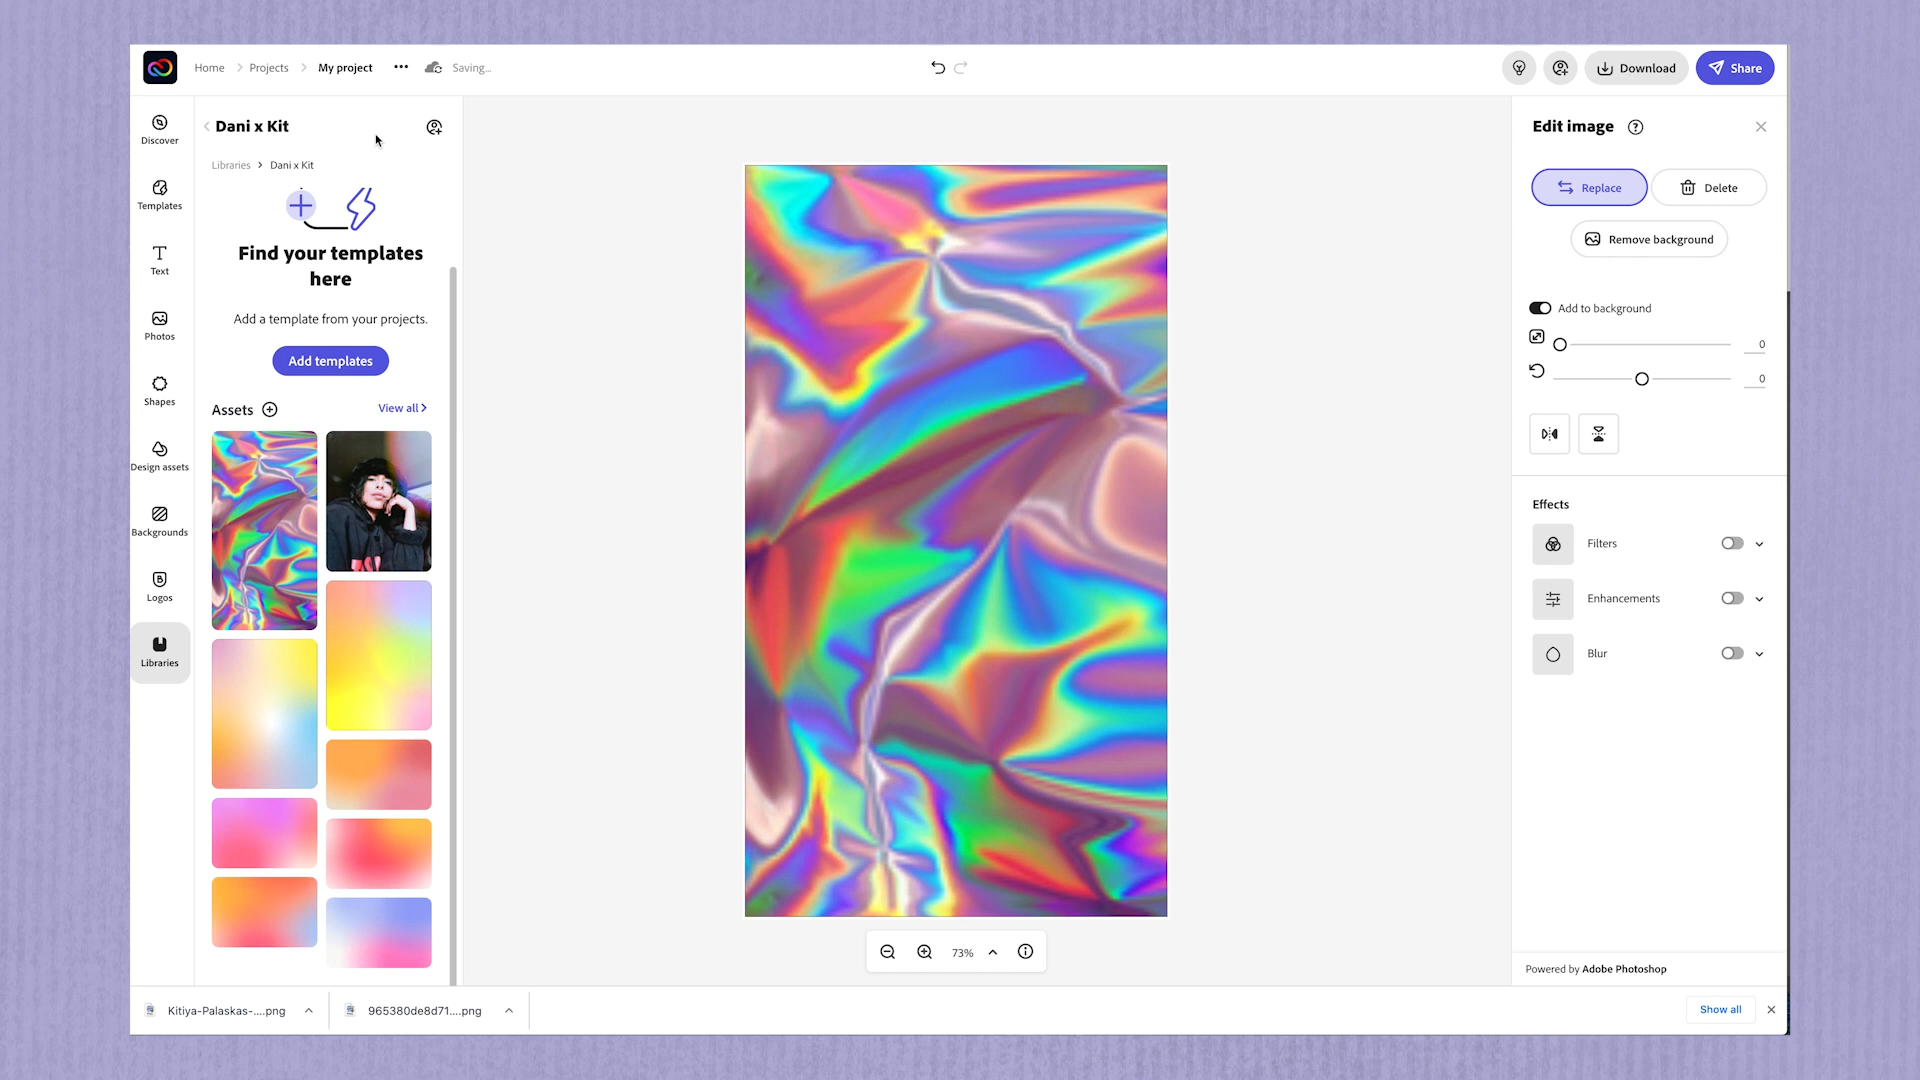 Home
Projects
My project
Saving...
Download
Share
Discover
Templates
Text
Photos
Shapes
Design assets
Backgrounds
Logos
Libraries
Dani x Kit
Libraries > Dani x Kit
Find your templates
here
Add a template from your projects.
Add templates
Assets
View all
73%
Edit image
Replace
Delete
Remove background
Add to background
0
0
Effects
Filters
Enhancements
Blur
Powered by Adobe Photoshop
Kitiya-Palaskas-....png
965380de8d71....png
Show all